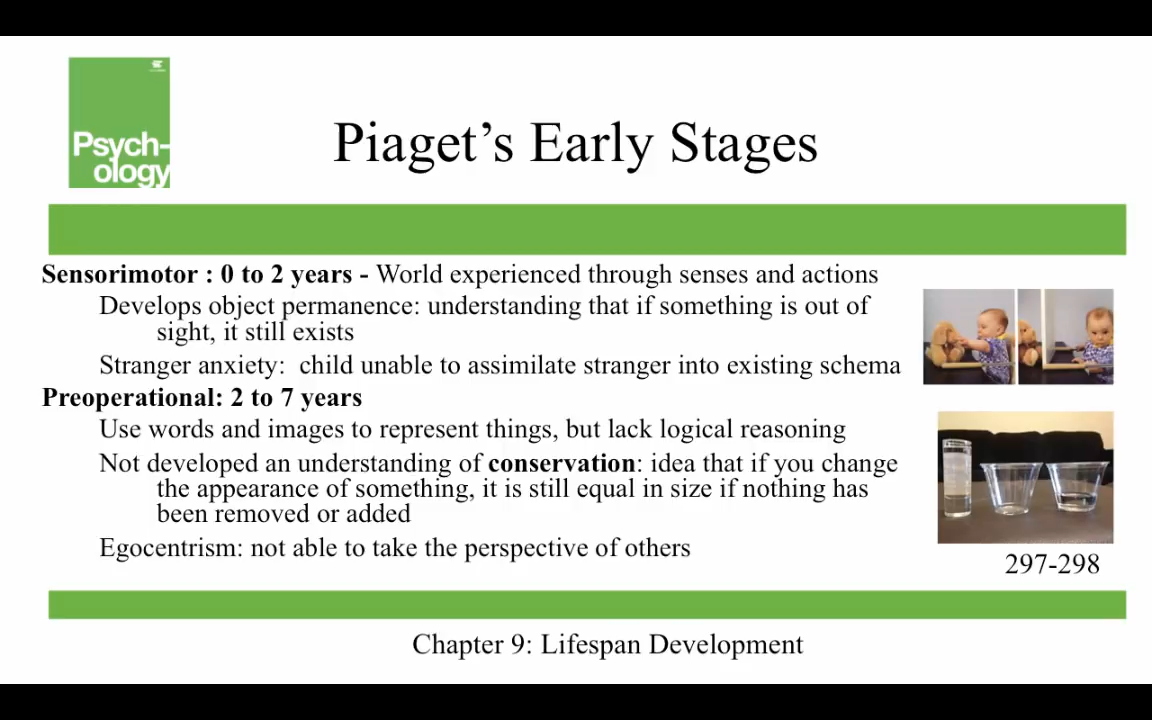 Psych-
ology
Piaget’s Early Stages
Sensorimotor : 0 to 2 years - World experienced through senses and actions
Develops object permanence: understanding that if something is out of
sight, it still exists
Stranger anxiety:  child unable to assimilate stranger into existing schema
Preoperational: 2 to 7 years
Use words and images to represent things, but lack logical reasoning
Not developed an understanding of conservation: idea that if you change
the appearance of something, it is still equal in size if nothing has
been removed or added
Egocentrism: not able to take the perspective of others
297-298
Chapter 9: Lifespan Development